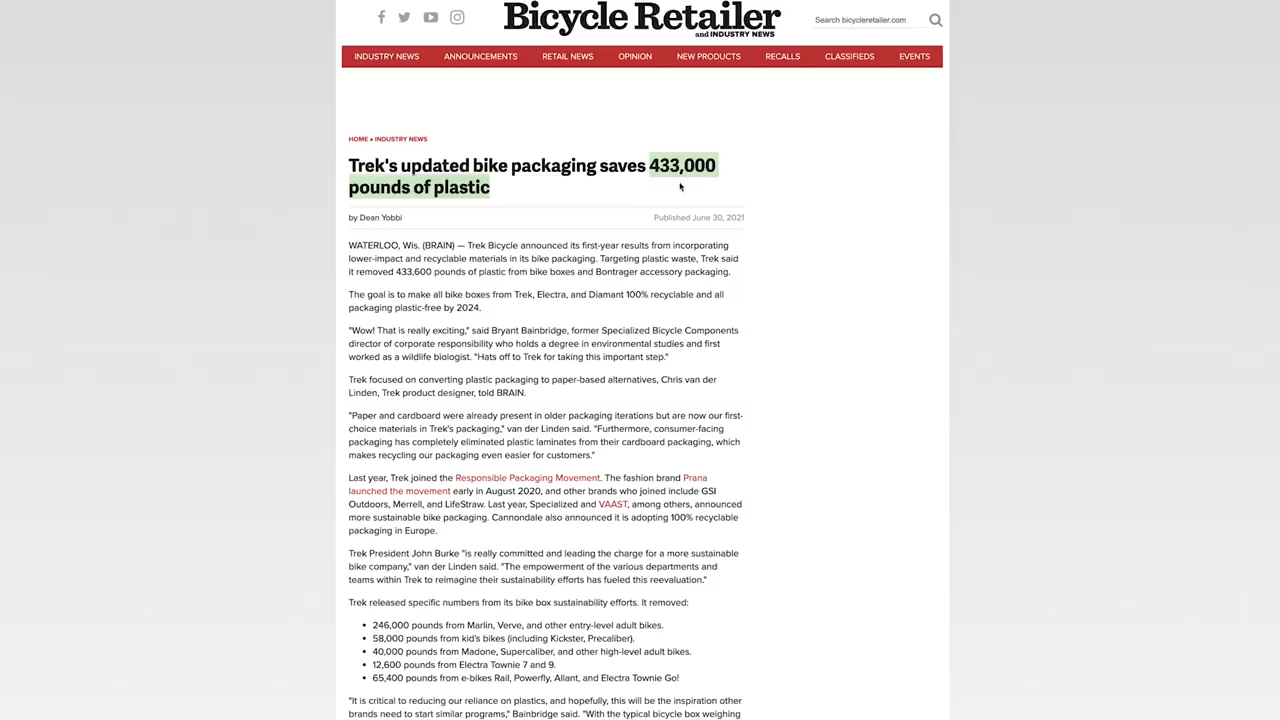 Bicycle Retailer
and INDUSTRY NEWS
Search bicycleretailer.com
INDUSTRY NEWS ANNOUNCEMENTS RETAIL NEWS OPINION NEW PRODUCTS RECALLS CLASSIFIEDS EVENTS
HOME • INDUSTRY NEWS
Trek's updated bike packaging saves 433,000
pounds of plastic
by Dean Yobbi Published June 30, 2021
WATERLOO, Wis. (BRAIN) — Trek Bicycle announced its first-year results from incorporating
lower-impact and recyclable materials in its bike packaging. Targeting plastic waste, Trek said
it removed 433,600 pounds of plastic from bike boxes and Bontrager accessory packaging.
The goal is to make all bike boxes from Trek, Electra, and Diamant 100% recyclable and all
packaging plastic-free by 2024.
"Wow! That is really exciting," said Bryant Bainbridge, former Specialized Bicycle Components
director of corporate responsibility who holds a degree in environmental studies and first
worked as a wildlife biologist. "Hats off to Trek for taking this important step."
Trek focused on converting plastic packaging to paper-based alternatives, Chris van der
Linden, Trek product designer, told BRAIN.
"Paper and cardboard were already present in older packaging iterations but are now our first-
choice materials in Trek's packaging," van der Linden said. "Furthermore, consumer-facing
packaging has completely eliminated plastic laminates from their cardboard packaging, which
makes recycling our packaging even easier for customers."
Last year, Trek joined the Responsible Packaging Movement. The fashion brand Prana
launched the movement early in August 2020, and other brands who joined include GSI
Outdoors, Merrell, and LifeStraw. Last year, Specialized and VAAST, among others, announced
more sustainable bike packaging. Cannondale also announced it is adopting 100% recyclable
packaging in Europe.
Trek President John Burke "is really committed and leading the charge for a more sustainable
bike company," van der Linden said. "The empowerment of the various departments and
teams within Trek to reimagine their sustainability efforts has fueled this reevaluation."
Trek released specific numbers from its bike box sustainability efforts. It removed:
• 246,000 pounds from Marlin, Verve, and other entry-level adult bikes.
• 58,000 pounds from kid's bikes (including Kickster, Precaliber).
• 40,000 pounds from Madone, Supercaliber, and other high-level adult bikes.
• 12,600 pounds from Electra Townie 7 and 9.
• 65,400 pounds from e-bikes Rail, Powerfly, Allant, and Electra Townie Go!
"It is critical to reducing our reliance on plastics, and hopefully, this will be the inspiration other
brands need to start similar programs," Bainbridge said. "With the typical bicycle box weighing